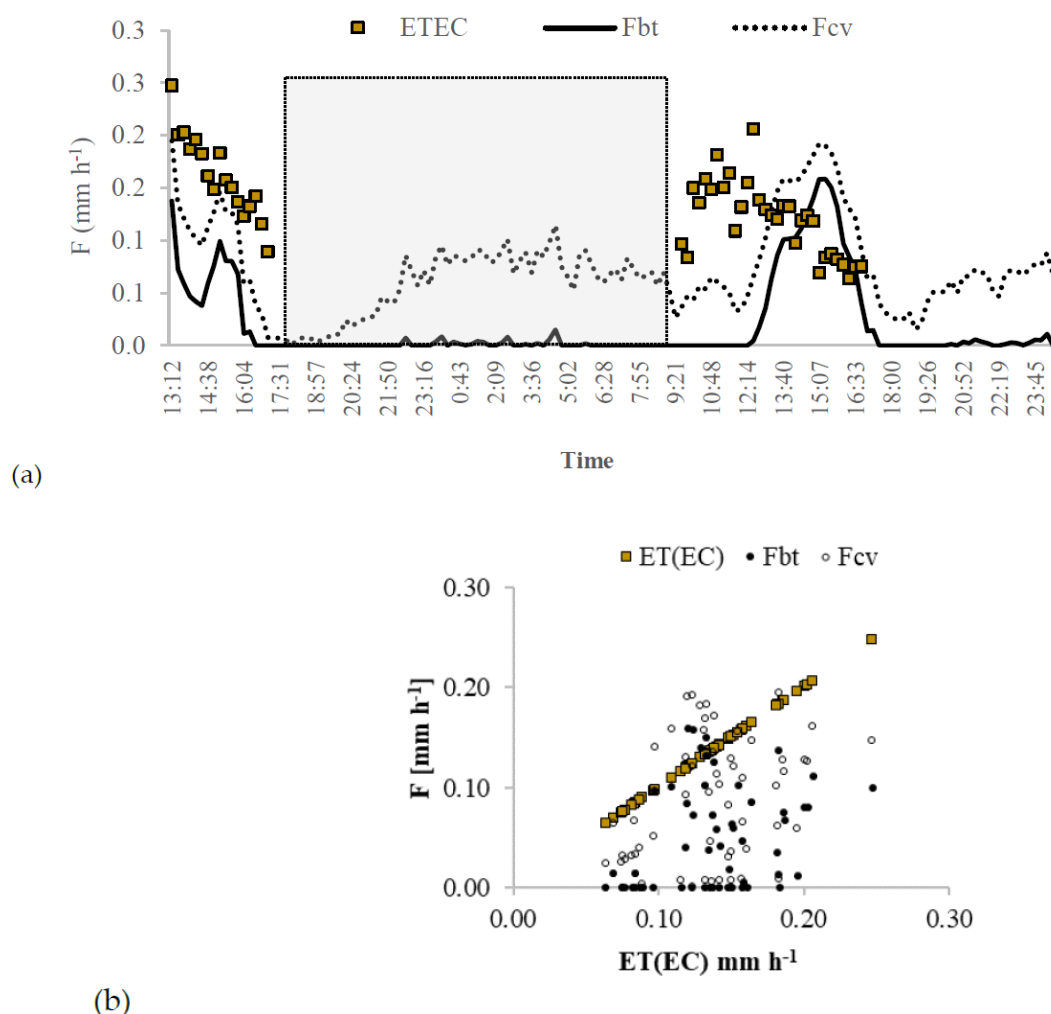 ETEC Fbt Fcv
0.3
0.3
0.2
0.2
0.1
0.1
0.0
F (mm h-1)
13:12 14:38 16:04 17:31 18:57 20:24 21:50 23:16 0:43 2:09 3:36 5:02 6:28 7:55 9:21 10:48 12:14 13:40 15:07 16:33 18:00 19:26 20:52 22:19 23:45
Time
(a)
ET(EC) Fbt Fcv
0.30
0.20
0.10
0.00
F [mm h-1]
0.00 0.10 0.20 0.30
ET(EC) mm h-1
(b)